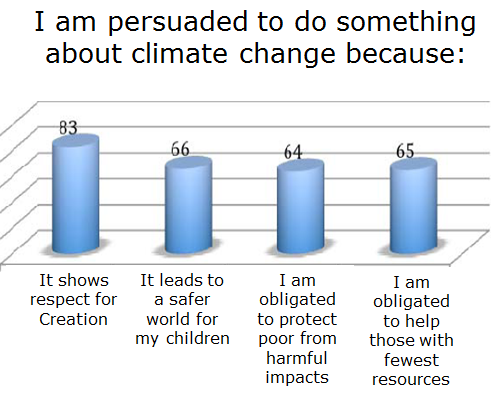 I am persuaded to do something
about climate change because:
83
66
64
65
It shows
respect for
Creation
It leads to
a safer
world for
my children
I am
obligated
to protect
poor from
harmful
impacts
I am
obligated
to help
those with
fewest
resources